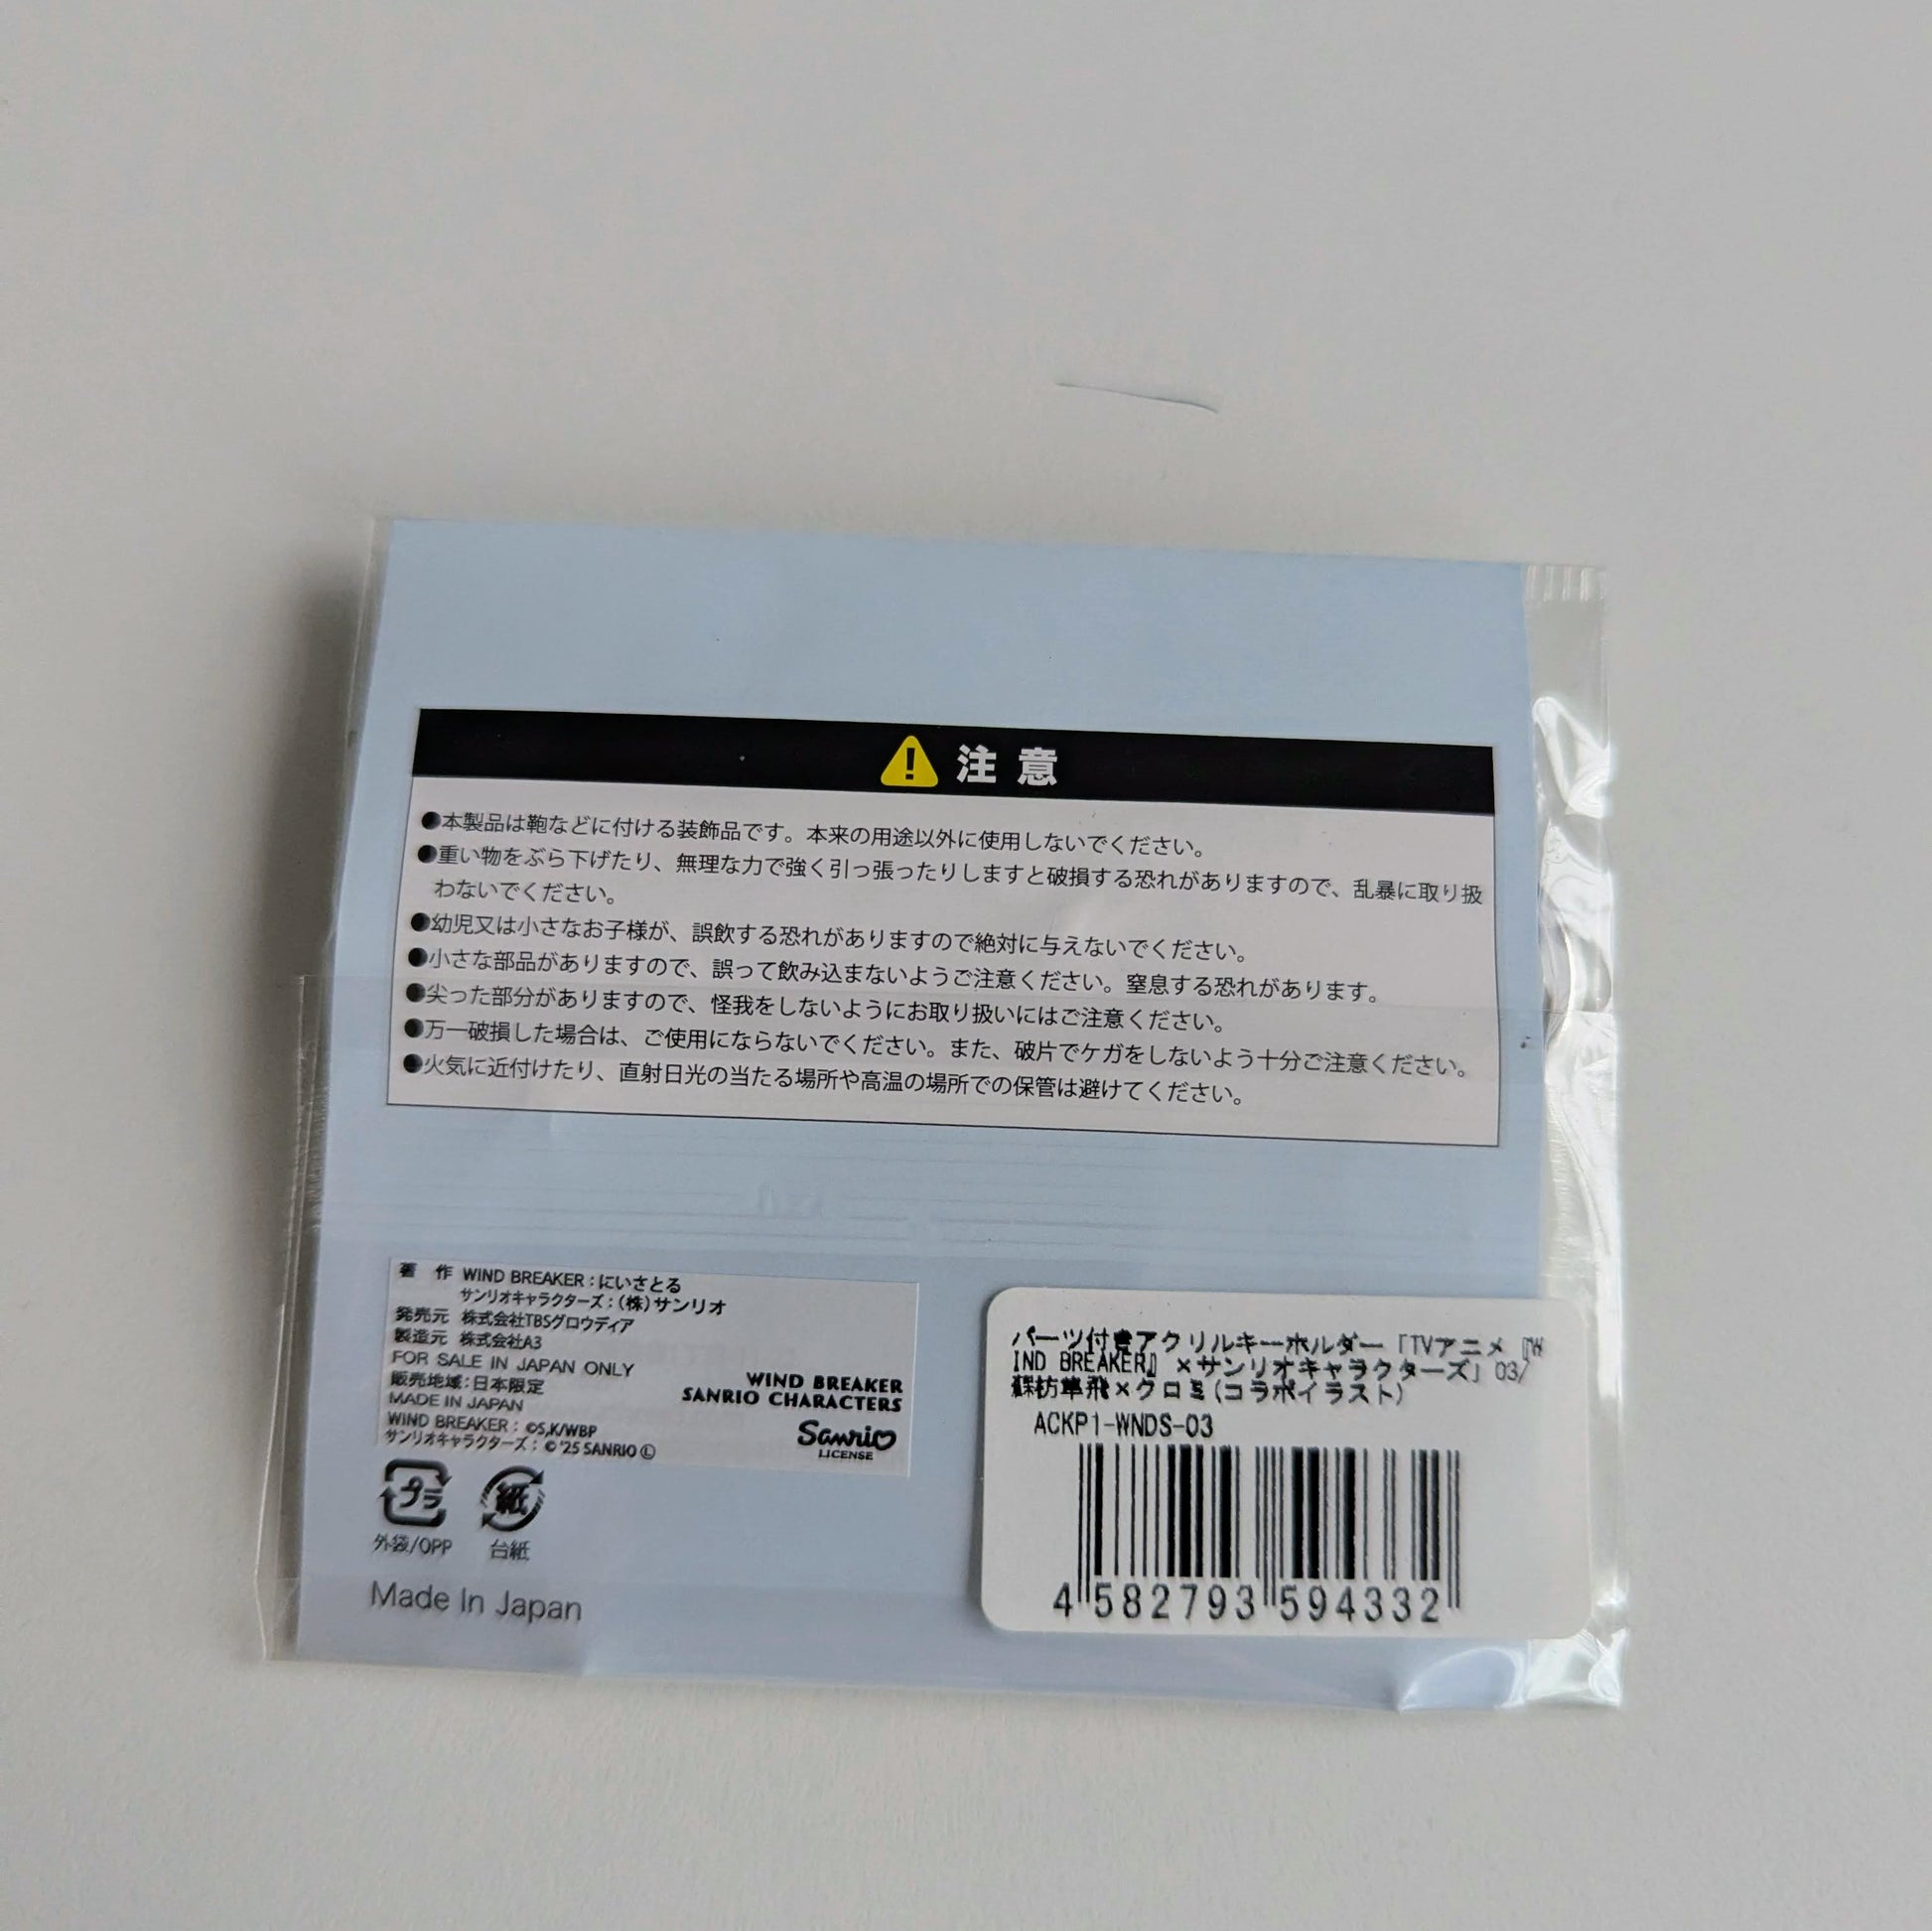 注意
●本製品は鞄などに付ける装飾品です。本来の用途以外に使用しないでください。
●重い物をぶら下げたり、無理な力で強く引っ張ったりしますと破損する恐れがありますので、乱暴に取り扱
わないでください。
●幼児又は小さなお子様が、誤飲する恐れがありますので絶対に与えないでください。
●小さな部品がありますので、誤って飲み込まないようご注意ください。窒息する恐れがあります。
●尖った部分がありますので、怪我をしないようにお取り扱いにはご注意ください。
●万一破損した場合は、ご使用にならないでください。また、破片でケガをしないよう十分ご注意ください。
●火気に近付けたり、直射日光の当たる場所や高温の場所での保管は避けてください。
著 作 WIND BREAKER:にいさとる
サンリオキャラクターズ:(株)サンリオ
発売元 株式会社TBSグロウディア
製造元 株式会社A3
FOR SALE IN JAPAN ONLY
販売地域:日本限定
MADE IN JAPAN
WIND BREAKER: ©S,K/WBP
サンリオキャラクターズ: ©'25 SANRIO Ⓛ
WIND BREAKER
SANRIO CHARACTERS
Sanrio
LICENSE
プラ
紙
外袋/OPP
台紙
Made In Japan
パーツ付きアクリルキーホルダー「TVアニメ『W
IND BREAKER』×サンリオキャラクターズ」03/
蘇枋隼飛×クロミ(コラボイラスト)
ACKP1-WNDS-03
4582793594332